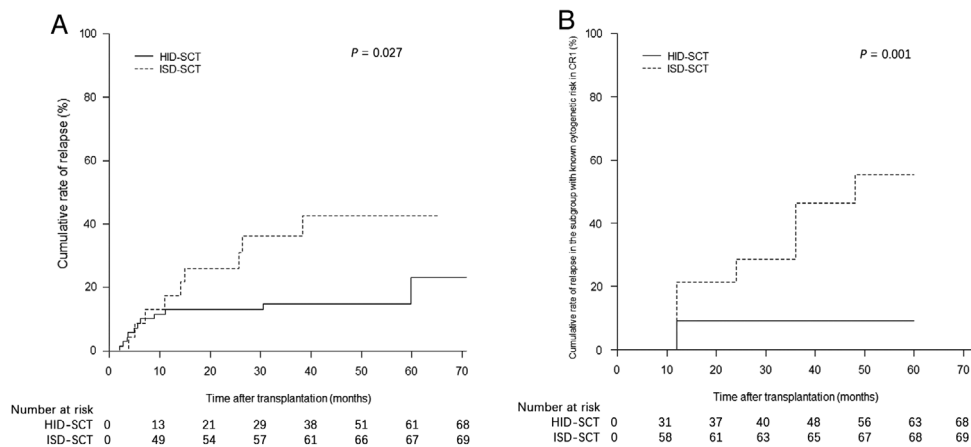 A
Cumulative rate of relapse (%)
100
80
60
40
20
0
HID-SCT
ISD-SCT
P = 0.027
0 10 20 30 40 50 60 70
Time after transplantation (months)
Number at risk
HID-SCT 0 13 21 29 38 51 61 68
ISD-SCT 0 49 54 57 61 66 67 69
B
Cumulative rate of relapse in the subgroup with known cytogenetic risk in CR1 (%)
100
80
60
40
20
0
HID-SCT
ISD-SCT
P = 0.001
0 10 20 30 40 50 60 70
Time after transplantation (months)
Number at risk
HID-SCT 0 31 37 40 48 56 63 68
ISD-SCT 0 58 61 63 65 67 68 69